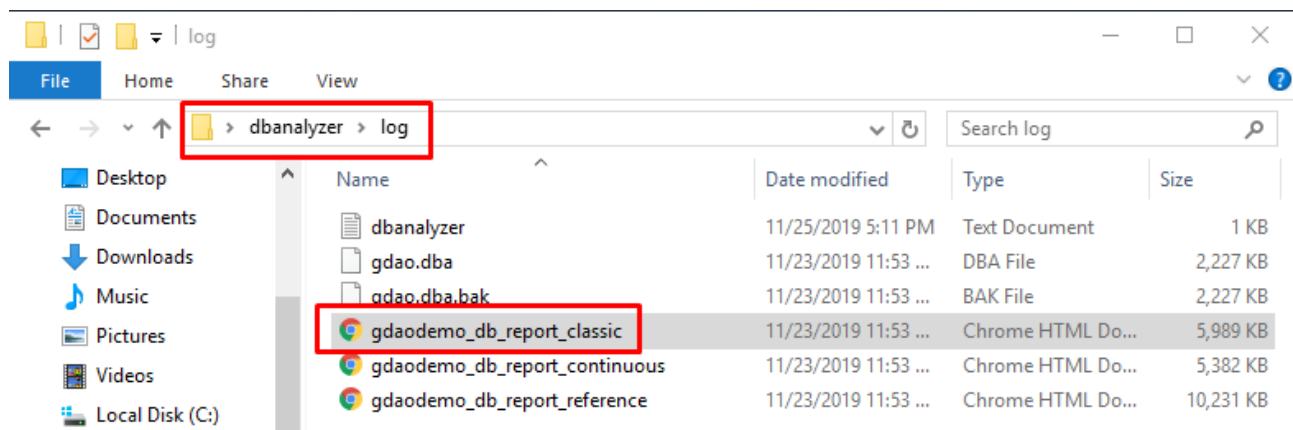 log
File Home Share View
dbanalyzer > log Search log
Desktop Name Date modified Type Size
Documents dbanalyzer 11/25/2019 5:11 PM Text Document 1 KB
Downloads gdao.dba 11/23/2019 11:53 ... DBA File 2,227 KB
Music gdao.dba.bak 11/23/2019 11:53 ... BAK File 2,227 KB
Pictures gdaodemo_db_report_classic 11/23/2019 11:53 ... Chrome HTML Do... 5,989 KB
Videos gdaodemo_db_report_continuous 11/23/2019 11:53 ... Chrome HTML Do... 5,382 KB
Local Disk (C:) gdaodemo_db_report_reference 11/23/2019 11:53 ... Chrome HTML Do... 10,231 KB